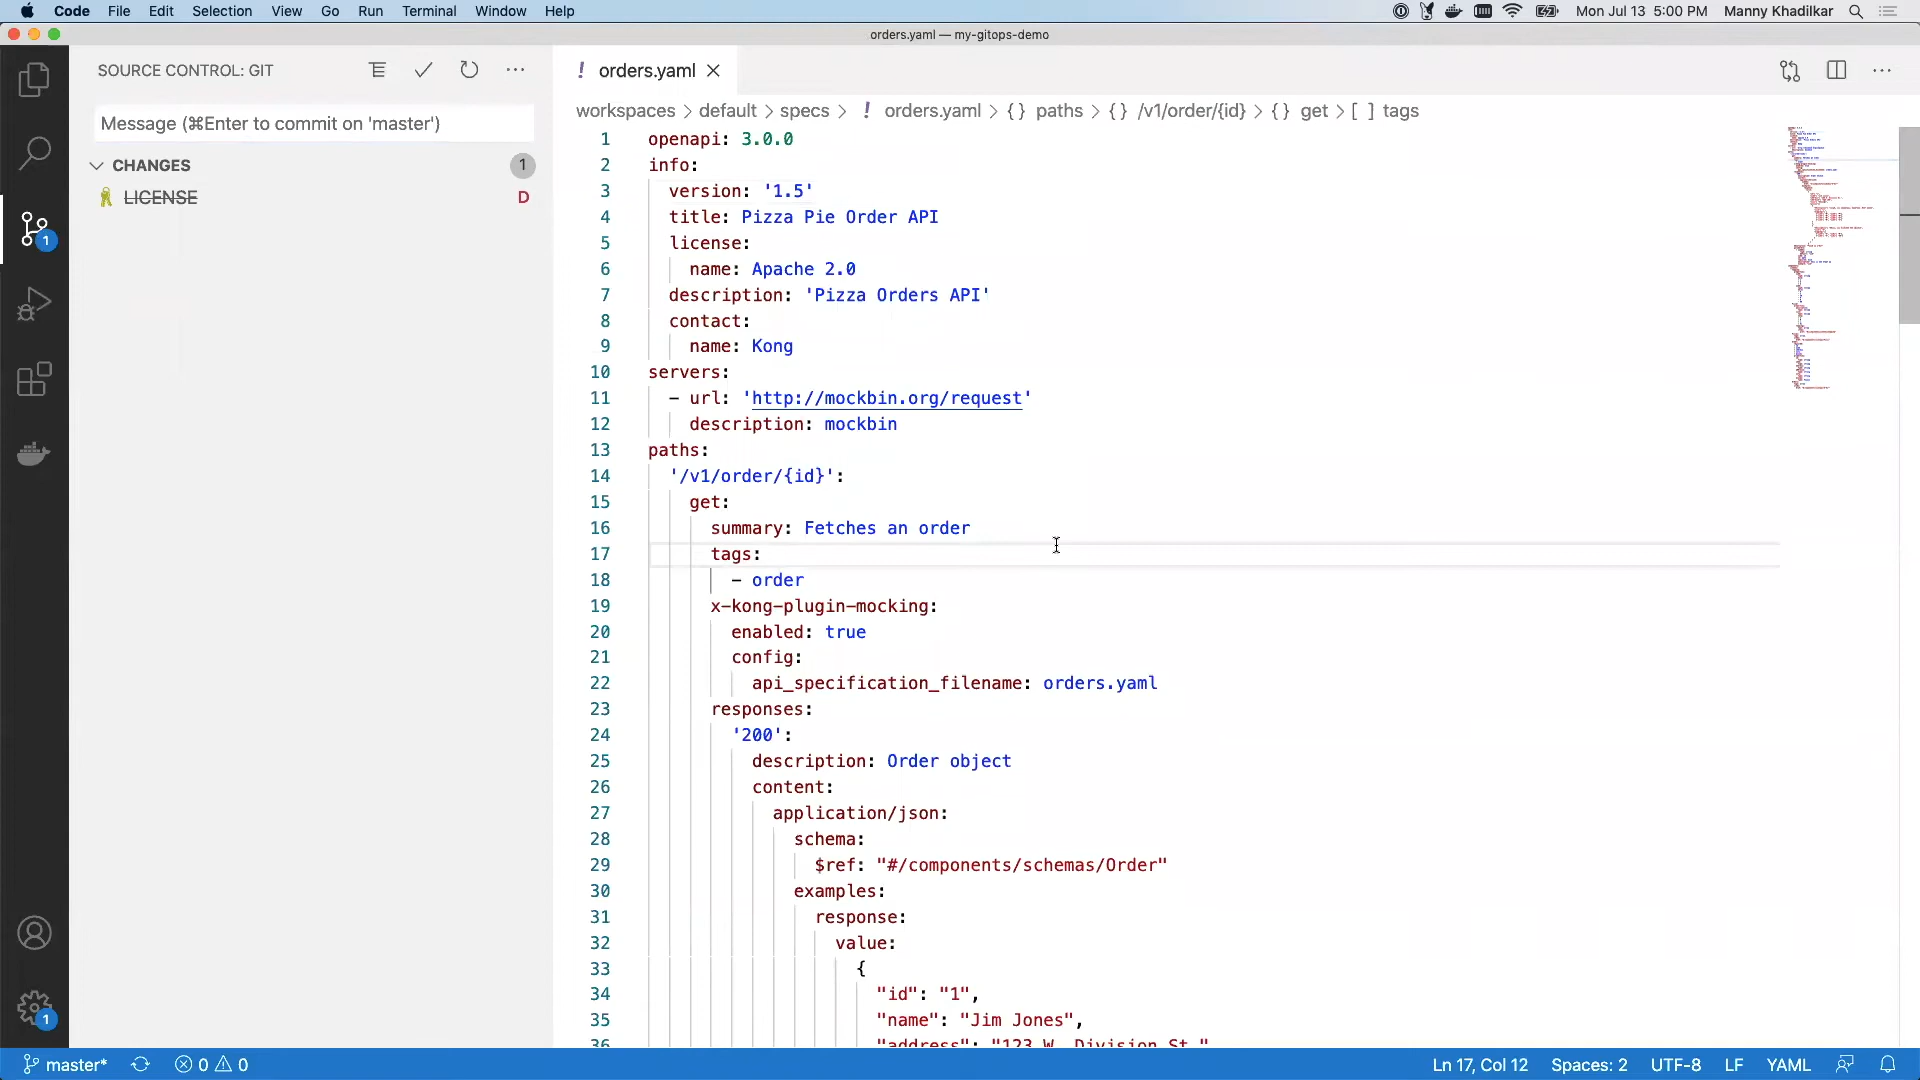 Code File Edit Selection View Go Run Terminal Window Help Mon Jul 13 5:00 PM Manny Khadilkar
orders.yaml — my-gitops-demo
SOURCE CONTROL: GIT
Message (⌘Enter to commit on 'master')
CHANGES 1
LICENSE D
1
1
! orders.yaml
workspaces > default > specs > ! orders.yaml > {} paths > {} /v1/order/{id} > {} get > [ ] tags
1 openapi: 3.0.0
2 info:
3 version: '1.5'
4 title: Pizza Pie Order API
5 license:
6 name: Apache 2.0
7 description: 'Pizza Orders API'
8 contact:
9 name: Kong
10 servers:
11 - url: 'http://mockbin.org/request'
12 description: mockbin
13 paths:
14 '/v1/order/{id}':
15 get:
16 summary: Fetches an order
17 tags:
18 - order
19 x-kong-plugin-mocking:
20 enabled: true
21 config:
22 api_specification_filename: orders.yaml
23 responses:
24 '200':
25 description: Order object
26 content:
27 application/json:
28 schema:
29 $ref: "#/components/schemas/Order"
30 examples:
31 response:
32 value:
33 {
34 "id": "1",
35 "name": "Jim Jones",
36 "address": "123 W. Division St."
master* 0 0 Ln 17, Col 12 Spaces: 2 UTF-8 LF YAML